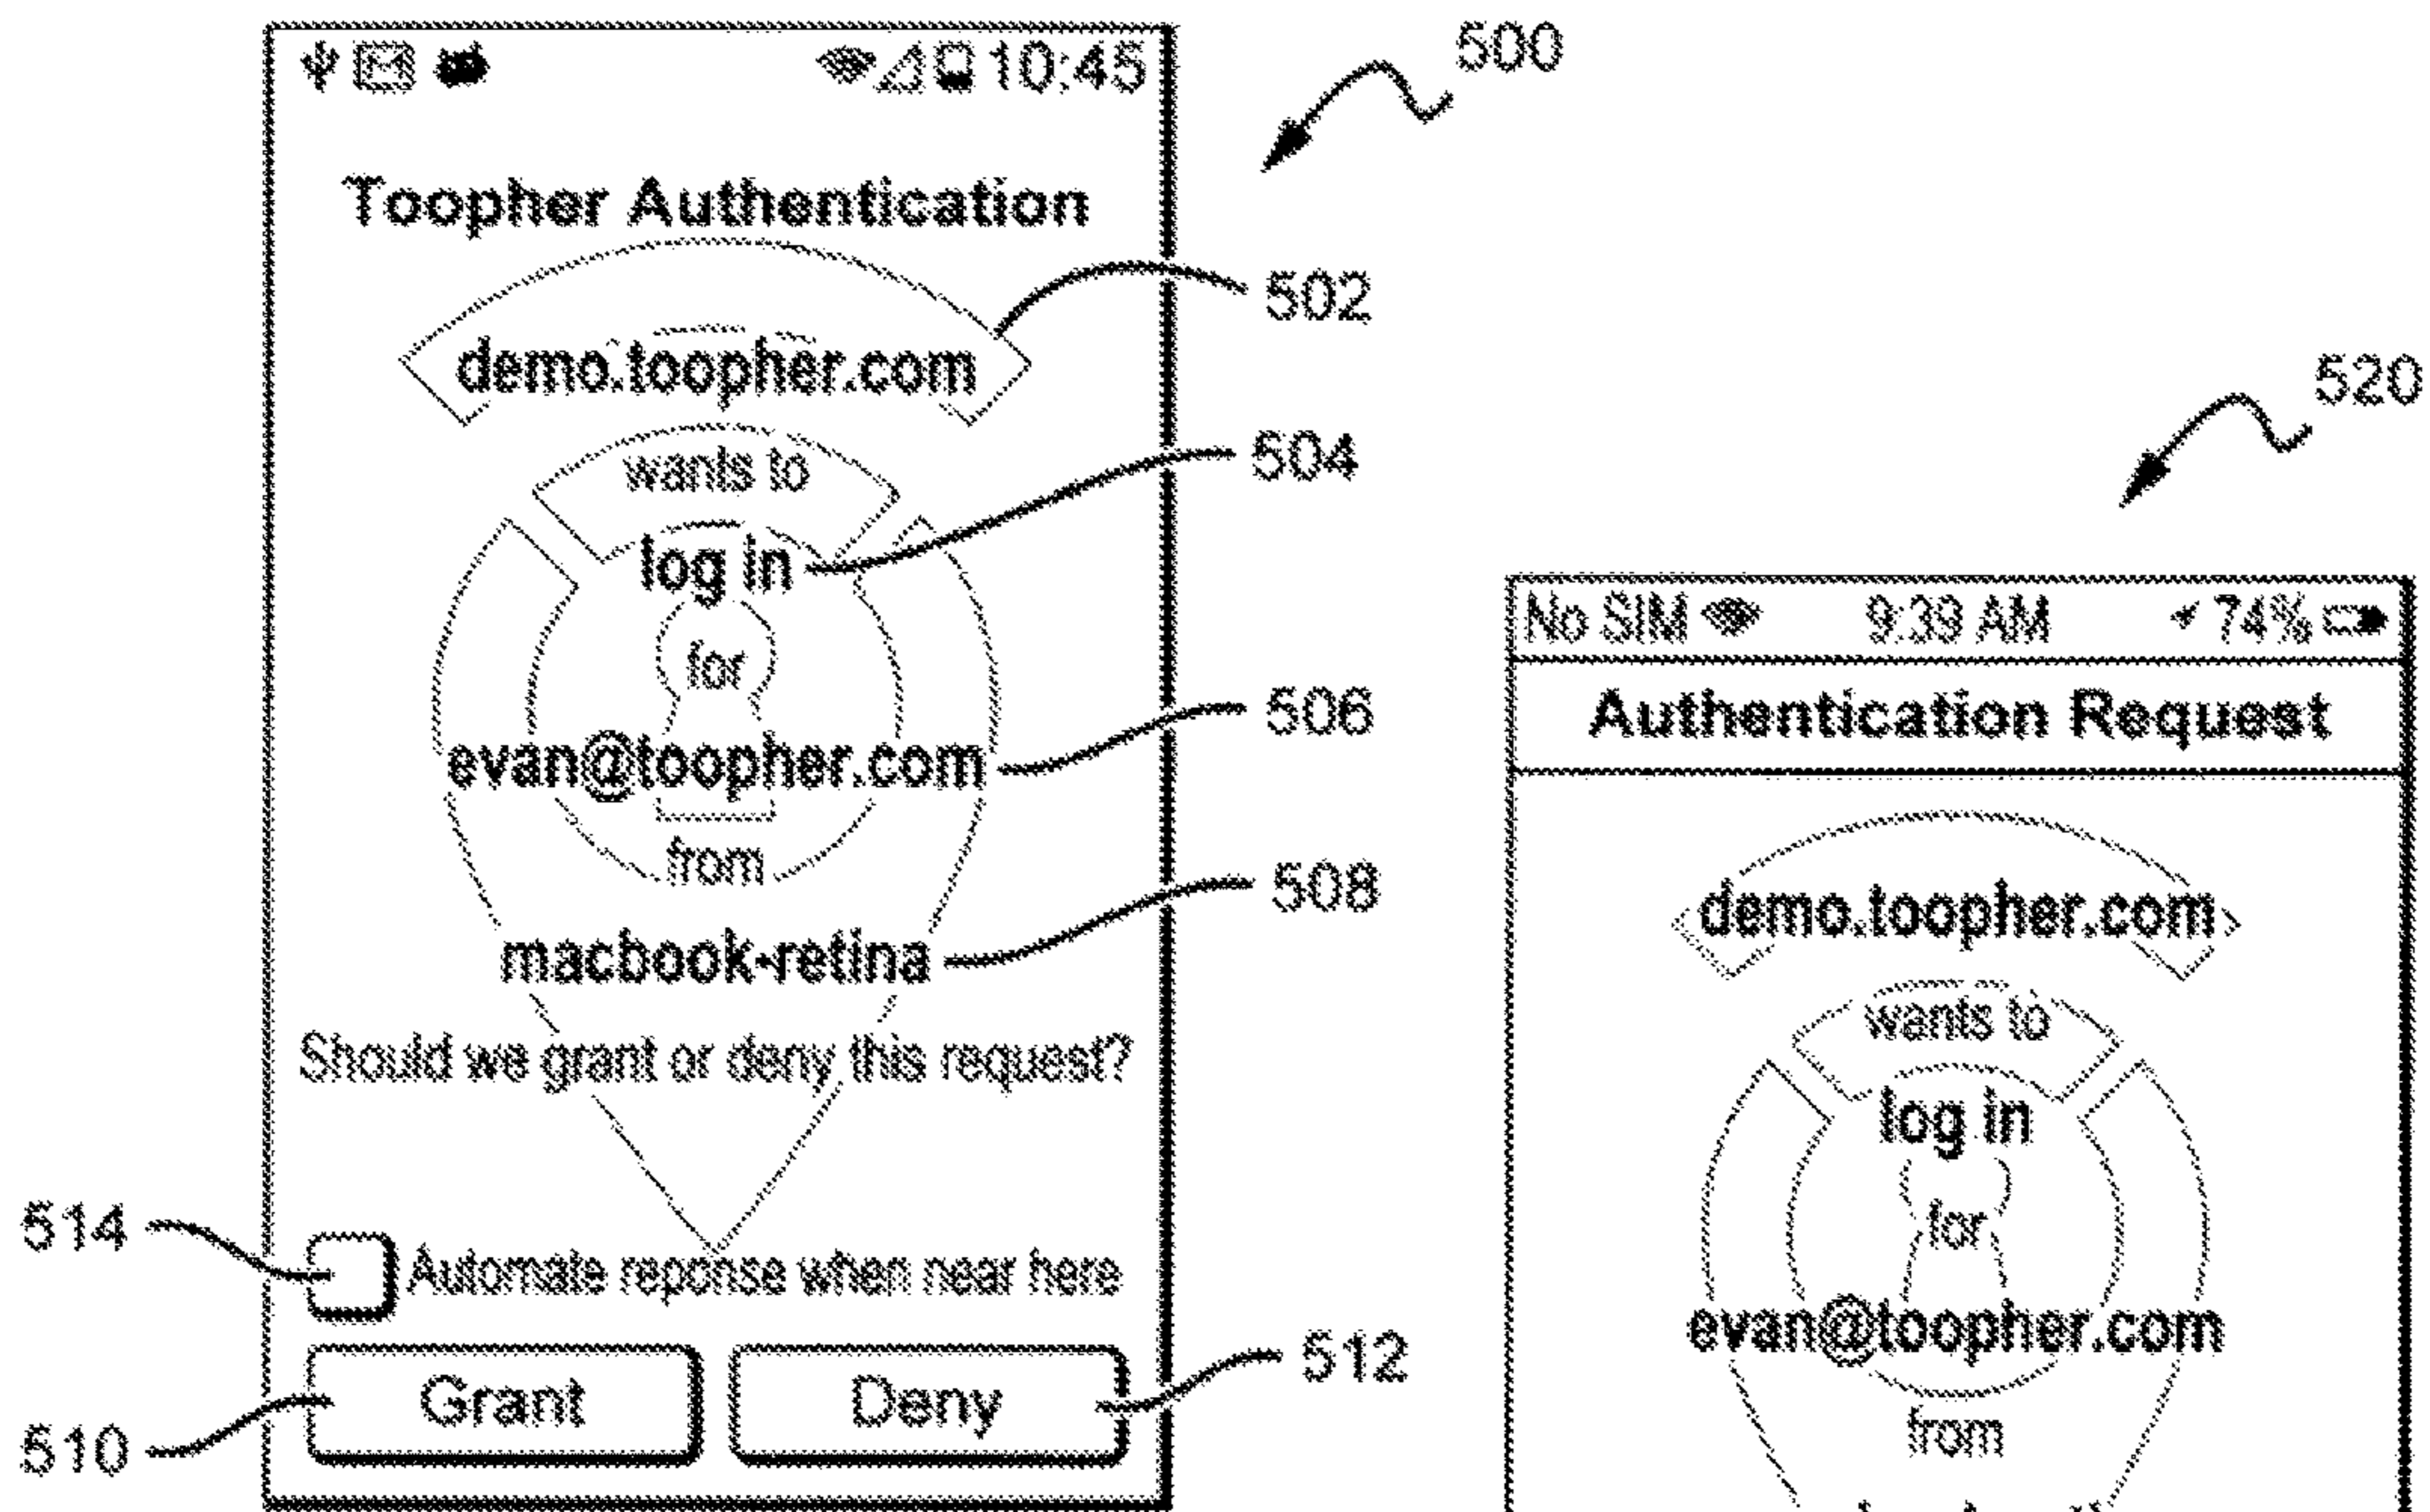 10:45
500
Toopher Authentication
502
demo.toopher.com
wants to
504
log in
for
506
evan@toopher.com
from
508
macbook-retina
Should we grant or deny this request?
514
Automate reponse when near here
510
Grant
Deny
512
520
No SIM 9:39 AM 74%
Authentication Request
demo.toopher.com
wants to
log in
for
evan@toopher.com
from